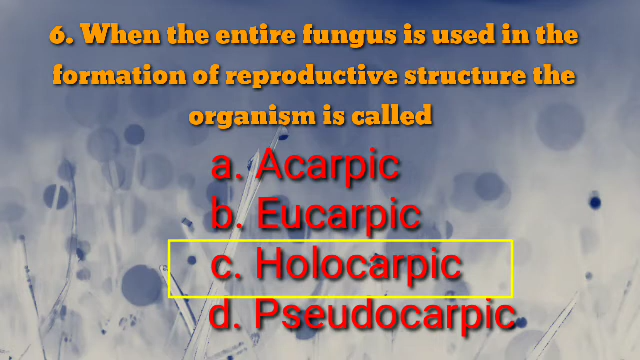 6. When the entire fungus is used in the
formation of reproductive structure the
organism is called
a. Acarpic
b. Eucarpic
c. Holocarpic
d. Pseudocarpic